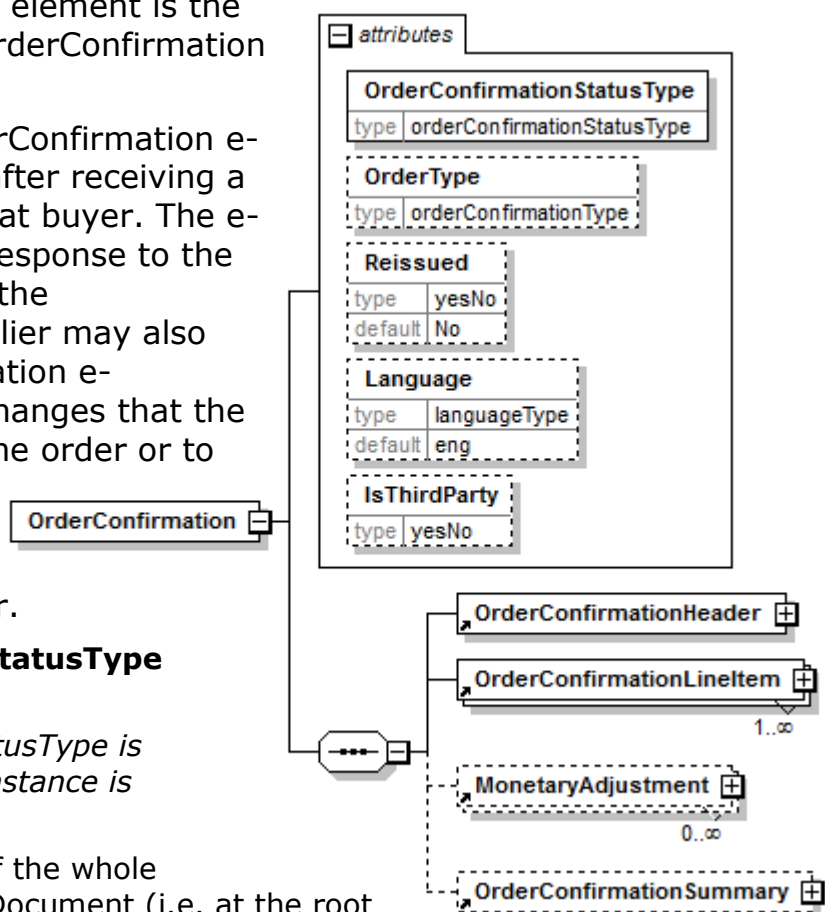 element is the
rderConfirmation
rConfirmation e-
after receiving a
at buyer. The e-
esponse to the
the
lier may also
ation e-
hanges that the
ne order or to
r.
tatusType
tusType is
nstance is
f the whole
Document (i.e. at the root
attributes
OrderConfirmationStatusType
type orderConfirmationStatusType
OrderType
type orderConfirmationType
Reissued
type yesNo
default No
Language
type languageType
default eng
IsThirdParty
type yesNo
OrderConfirmation
OrderConfirmationHeader
OrderConfirmationLineItem
1..∞
MonetaryAdjustment
0..∞
OrderConfirmationSummary